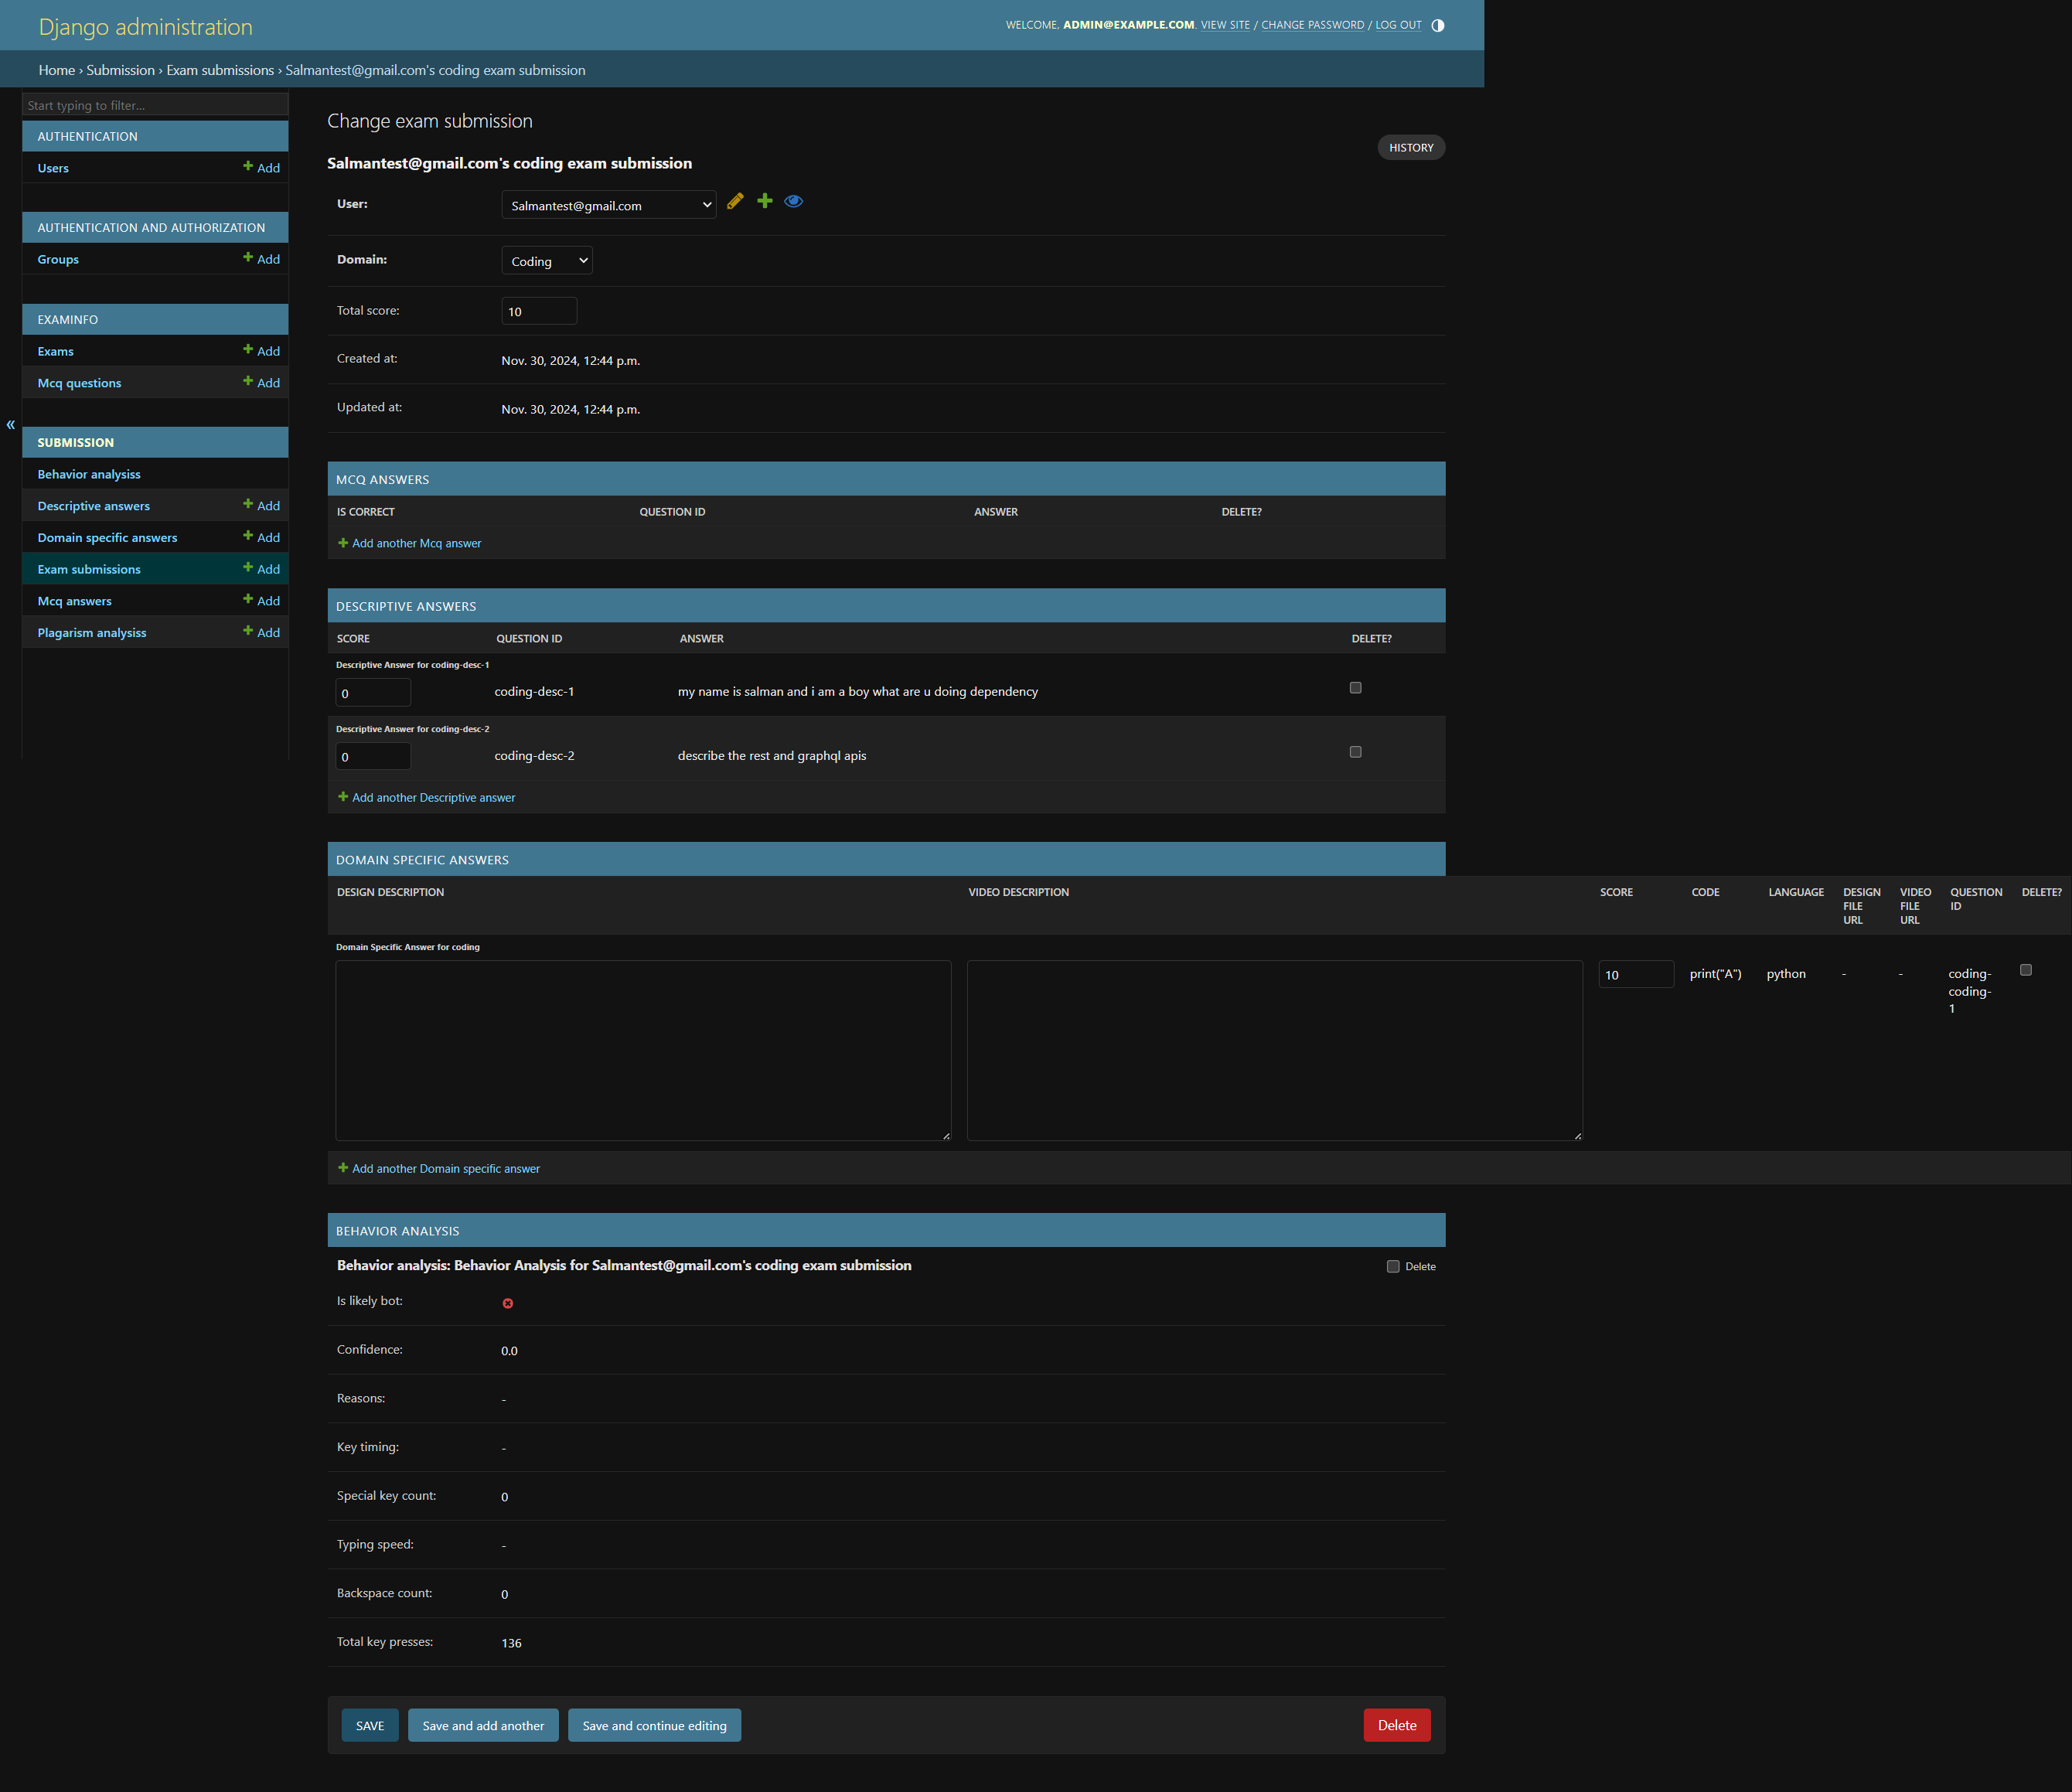 Django administration
WELCOME, ADMIN@EXAMPLE.COM. VIEW SITE / CHANGE PASSWORD / LOG OUT
Home › Submission › Exam submissions › Salmantest@gmail.com's coding exam submission
Start typing to filter...
AUTHENTICATION
Users Add
AUTHENTICATION AND AUTHORIZATION
Groups Add
EXAMINFO
Exams Add
Mcq questions Add
«
SUBMISSION
Behavior analysiss
Descriptive answers Add
Domain specific answers Add
Exam submissions Add
Mcq answers Add
Plagarism analysiss Add
Change exam submission
HISTORY
Salmantest@gmail.com's coding exam submission
User: Salmantest@gmail.com
Domain: Coding
Total score: 10
Created at: Nov. 30, 2024, 12:44 p.m.
Updated at: Nov. 30, 2024, 12:44 p.m.
MCQ ANSWERS
IS CORRECT QUESTION ID ANSWER DELETE?
Add another Mcq answer
DESCRIPTIVE ANSWERS
SCORE QUESTION ID ANSWER DELETE?
Descriptive Answer for coding-desc-1
0 coding-desc-1 my name is salman and i am a boy what are u doing dependency
Descriptive Answer for coding-desc-2
0 coding-desc-2 describe the rest and graphql apis
Add another Descriptive answer
DOMAIN SPECIFIC ANSWERS
DESIGN DESCRIPTION VIDEO DESCRIPTION SCORE CODE LANGUAGE DESIGN VIDEO QUESTION DELETE?
FILE FILE ID
URL URL
Domain Specific Answer for coding
10 print("A") python - - coding-
coding-
1
Add another Domain specific answer
BEHAVIOR ANALYSIS
Behavior analysis: Behavior Analysis for Salmantest@gmail.com's coding exam submission Delete
Is likely bot:
Confidence: 0.0
Reasons: -
Key timing: -
Special key count: 0
Typing speed: -
Backspace count: 0
Total key presses: 136
SAVE Save and add another Save and continue editing Delete